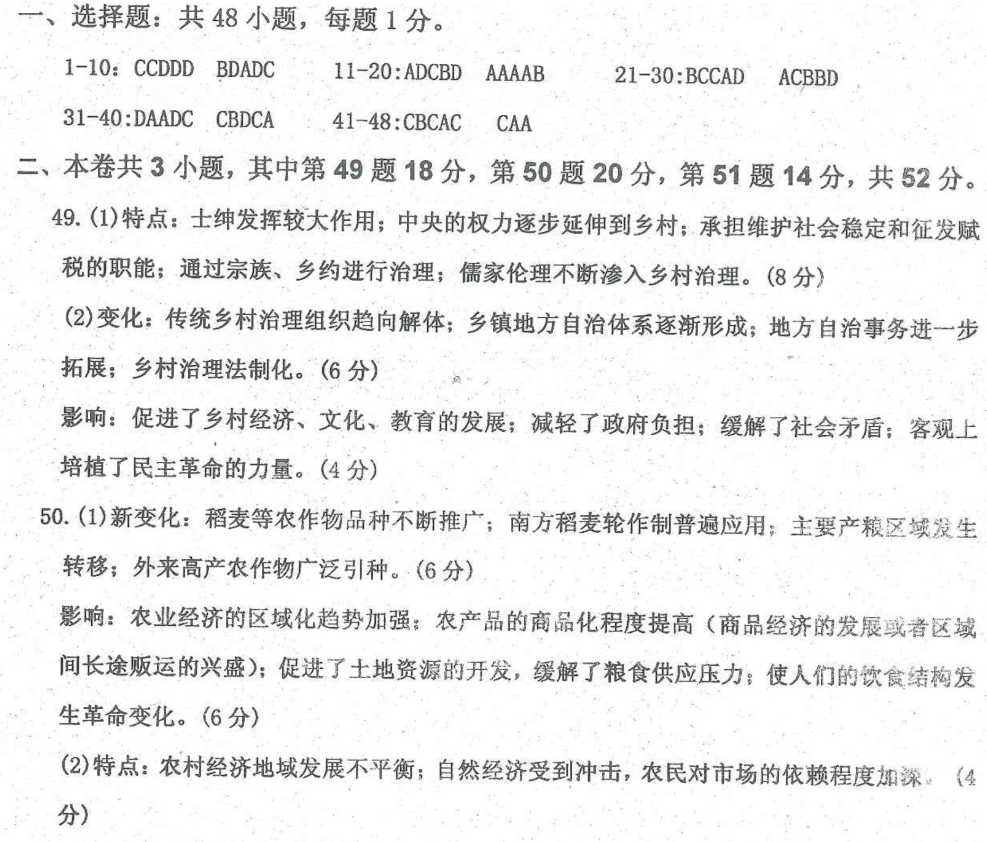 一、选择题：共 48 小题，每题 1 分。
1-10: CCDDD BDADC 11-20:ADCBD AAAAB 21-30:BCCAD ACBBD
31-40:DAADC CBDCA 41-48:CBCAC CAA
二、本卷共 3 小题，其中第 49 题 18 分，第 50 题 20 分，第 51 题 14 分，共 52 分。
49. (1)特点：士绅发挥较大作用；中央的权力逐步延伸到乡村；承担维护社会稳定和征发赋
税的职能；通过宗族、乡约进行治理；儒家伦理不断渗入乡村治理。(8 分)
(2)变化：传统乡村治理组织趋向解体；乡镇地方自治体系逐渐形成；地方自治事务进一步
拓展；乡村治理法制化。(6 分)
影响：促进了乡村经济、文化、教育的发展；减轻了政府负担；缓解了社会矛盾；客观上
培植了民主革命的力量。(4 分)
50. (1)新变化：稻麦等农作物品种不断推广；南方稻麦轮作制普遍应用；主要产粮区域发生
转移；外来高产农作物广泛引种。(6 分)
影响：农业经济的区域化趋势加强；农产品的商品化程度提高（商品经济的发展或者区域
间长途贩运的兴盛）；促进了土地资源的开发，缓解了粮食供应压力；使人们的饮食结构发
生革命变化。(6 分)
(2)特点：农村经济地域发展不平衡；自然经济受到冲击，农民对市场的依赖程度加深。(4
分)